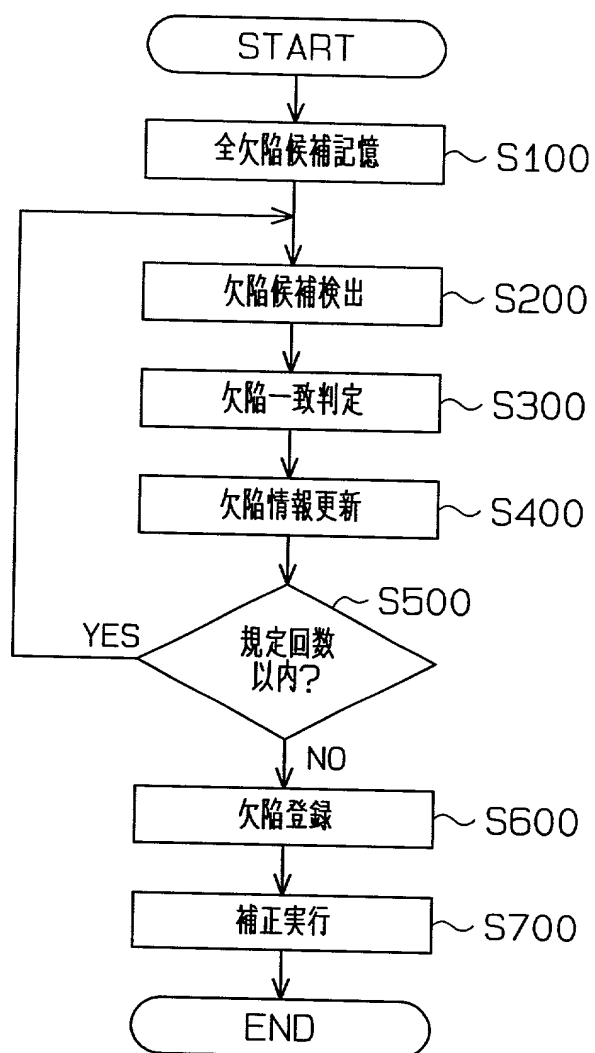 START
全欠陥候補記憶
S100
欠陥候補検出
S200
欠陥一致判定
S300
欠陥情報更新
S400
S500
YES
規定回数
以内?
NO
欠陥登録
S600
補正実行
S700
END